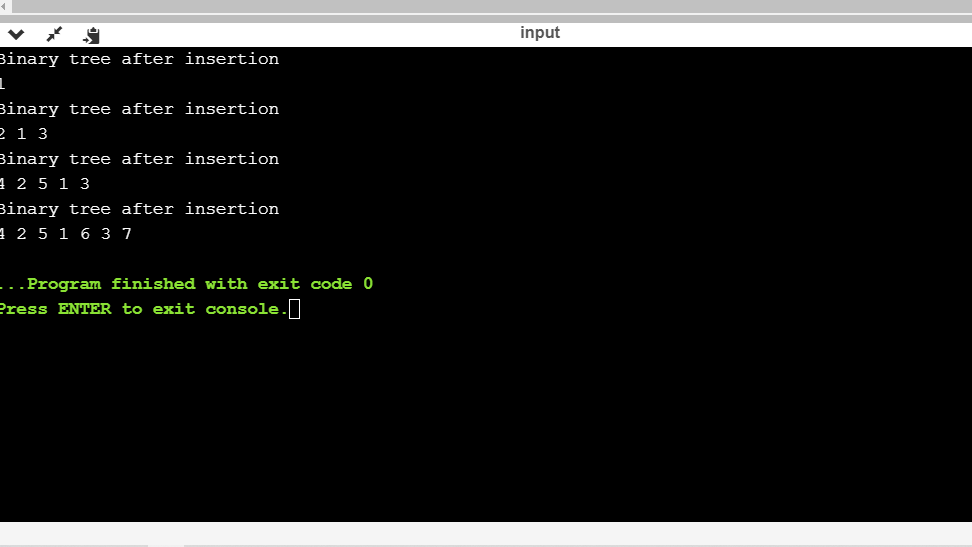 input
Binary tree after insertion
1
Binary tree after insertion
2 1 3
Binary tree after insertion
4 2 5 1 3
Binary tree after insertion
4 2 5 1 6 3 7
...Program finished with exit code 0
Press ENTER to exit console.